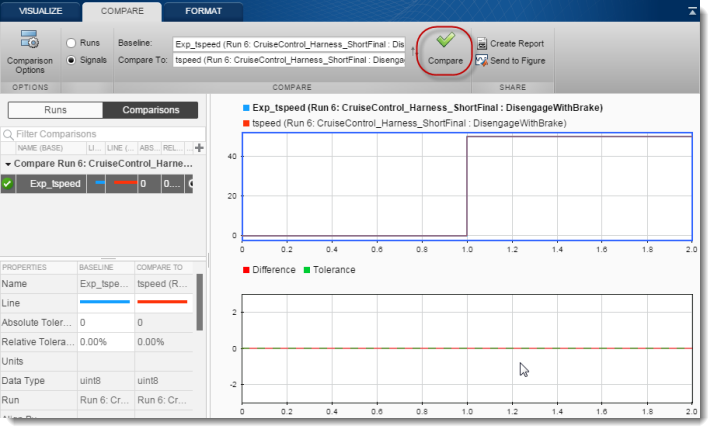 VISUALIZE COMPARE FORMAT
Comparison Options
Runs
Signals
Baseline: Exp_tspeed (Run 6: CruiseControl_Harness_ShortFinal : Dis
Compare To: tspeed (Run 6: CruiseControl_Harness_ShortFinal : Disengag
Compare
Create Report
Send to Figure
OPTIONS COMPARE SHARE
Runs Comparisons
Filter Comparisons
NAME (BASE) LI... LINE (... ABS... REL...
Compare Run 6: CruiseControl_Harne...
Exp_tspeed 0 0....
PROPERTIES BASELINE COMPARE TO
Name Exp_tspe... tspeed (R...
Line
Absolute Toler... 0 0
Relative Tolera... 0.00% 0.00%
Units
Data Type uint8 uint8
Run Run 6: Cr... Run 6: Cr...
Exp_tspeed (Run 6: CruiseControl_Harness_ShortFinal : DisengageWithBrake)
tspeed (Run 6: CruiseControl_Harness_ShortFinal : DisengageWithBrake)
40
20
0
0 0.2 0.4 0.6 0.8 1.0 1.2 1.4 1.6 1.8 2.0
Difference Tolerance
2
0
-2
0 0.2 0.4 0.6 0.8 1.0 1.2 1.4 1.6 1.8 2.0